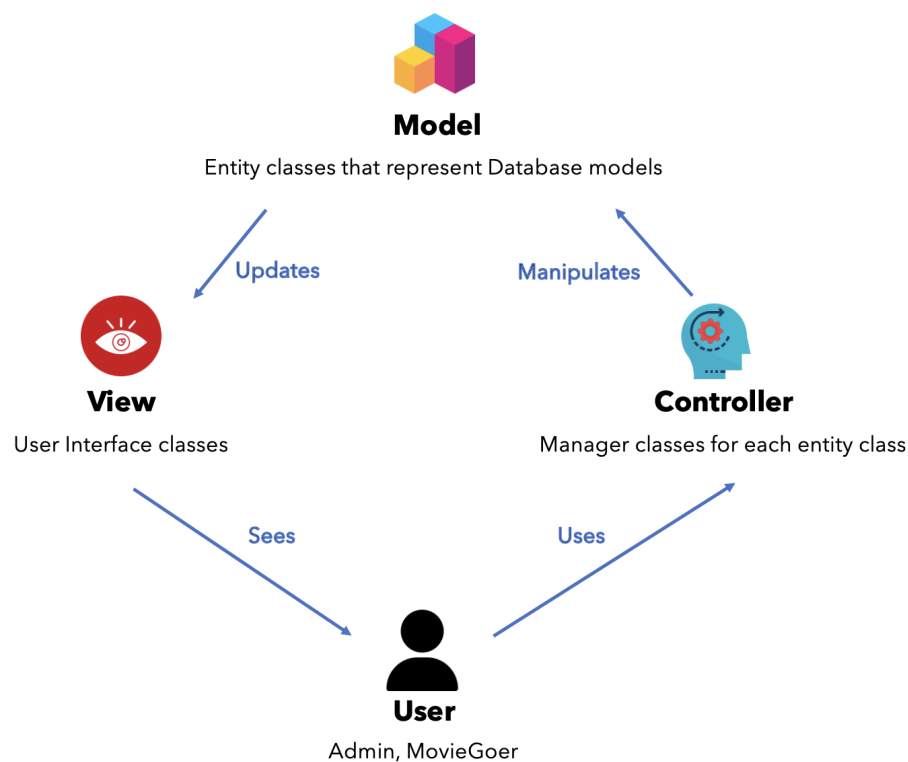 Model
Entity classes that represent Database models
Updates
Manipulates
View
Controller
User Interface classes
Manager classes for each entity class
Sees
Uses
User
Admin, MovieGoer